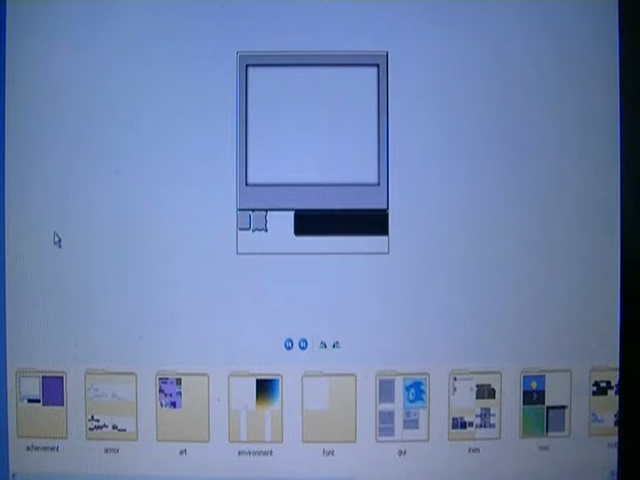 achievement
armor
art
environment
font
gui
item
misc